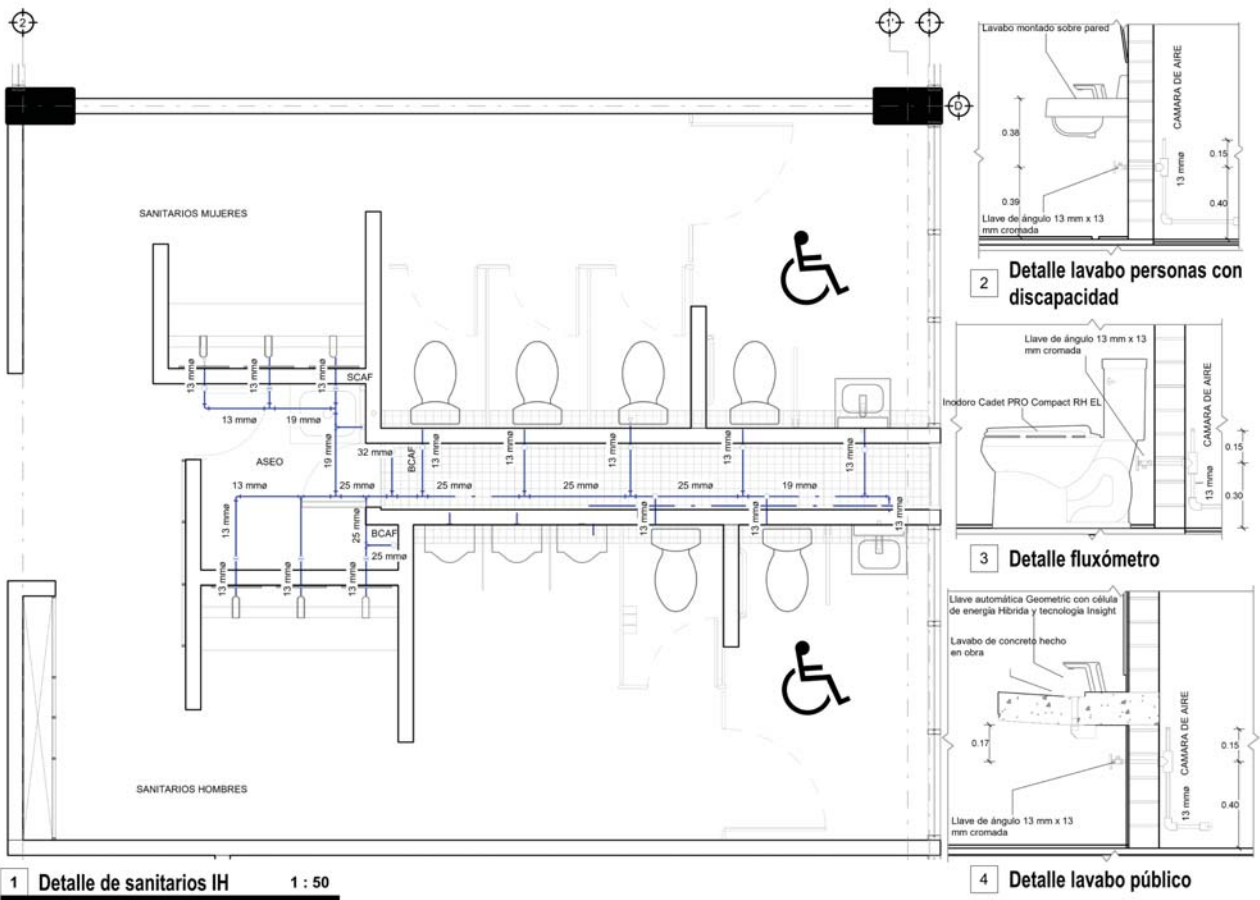 2
1'
1
D
SANITARIOS MUJERES
13 mmø
13 mmø
13 mmø
SCAF
13 mmø
19 mmø
19 mmø
ASEO
32 mmø
BCAF
13 mmø
13 mmø
13 mmø
13 mmø
13 mmø
13 mmø
25 mmø
25 mmø
25 mmø
25 mmø
19 mmø
13 mmø
25 mmø
BCAF
25 mmø
13 mmø
13 mmø
13 mmø
13 mmø
13 mmø
13 mmø
SANITARIOS HOMBRES
1 Detalle de sanitarios IH 1 : 50
Lavabo montado sobre pared
CAMARA DE AIRE
0.38
0.15
13 mmø
0.39
0.40
Llave de ángulo 13 mm x 13
mm cromada
2 Detalle lavabo personas con
discapacidad
Llave de ángulo 13 mm x 13
mm cromada
CAMARA DE AIRE
Inodoro Cadet PRO Compact RH EL
0.15
13 mmø
0.30
3 Detalle fluxómetro
Llave automática Geometric con célula
de energía Hibrida y tecnología Insight
Lavabo de concreto hecho
en obra
CAMARA DE AIRE
0.17
0.15
13 mmø
0.40
Llave de ángulo 13 mm x 13
mm cromada
4 Detalle lavabo público